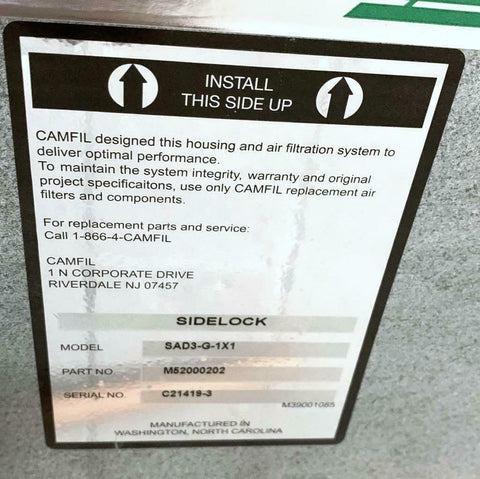 INSTALL
THIS SIDE UP
CAMFIL designed this housing and air filtration system to
deliver optimal performance.
To maintain the system integrity, warranty and original
project specificaitons, use only CAMFIL replacement air
filters and components.
For replacement parts and service:
Call 1-866-4-CAMFIL
CAMFIL
1 N CORPORATE DRIVE
RIVERDALE NJ 07457
SIDELOCK
MODEL SAD3-G-1X1
PART NO. M52000202
SERIAL NO. C21419-3
M39001085
MANUFACTURED IN
WASHINGTON, NORTH CAROLINA